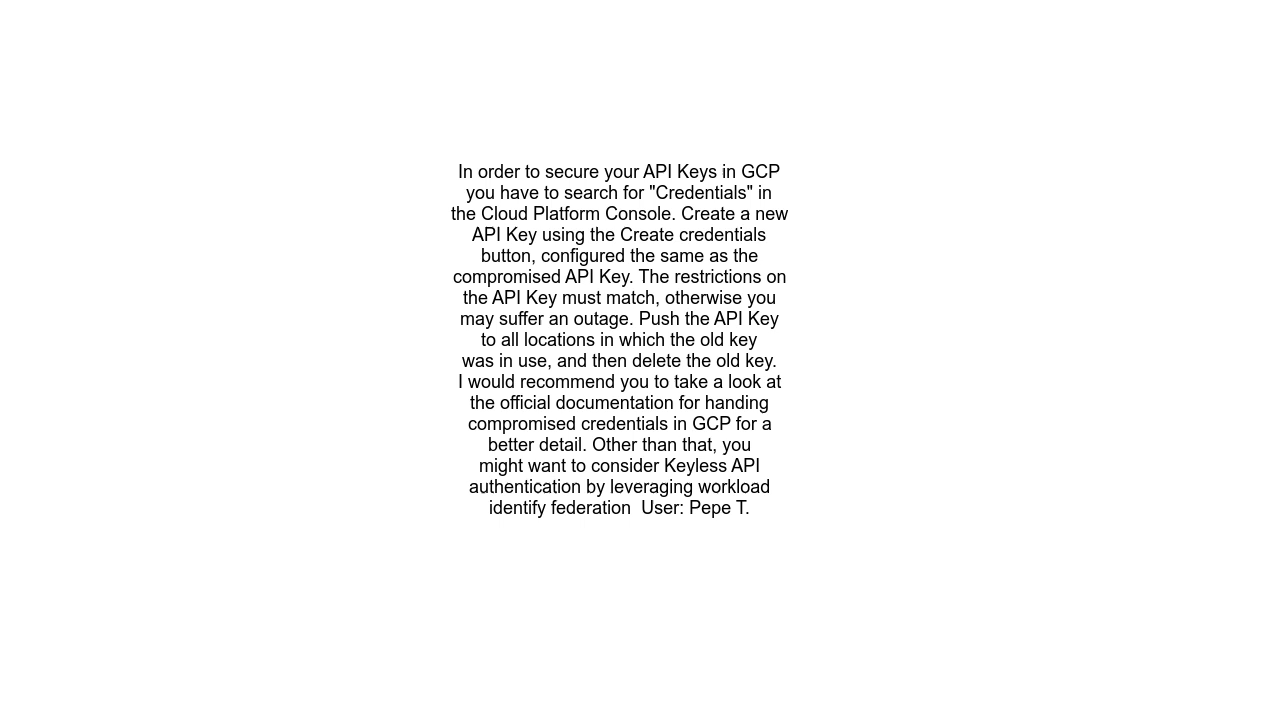 In order to secure your API Keys in GCP
you have to search for "Credentials" in
the Cloud Platform Console. Create a new
API Key using the Create credentials
button, configured the same as the
compromised API Key. The restrictions on
the API Key must match, otherwise you
may suffer an outage. Push the API Key
to all locations in which the old key
was in use, and then delete the old key.
I would recommend you to take a look at
the official documentation for handing
compromised credentials in GCP for a
better detail. Other than that, you
might want to consider Keyless API
authentication by leveraging workload
identify federation  User: Pepe T.